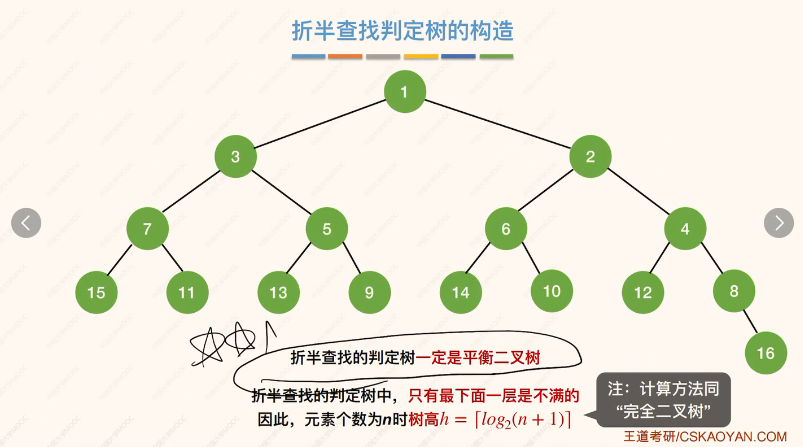 折半查找判定树的构造
1
3 2
7 5 6 4
15 11 13 9 14 10 12 8
16
折半查找的判定树一定是平衡二叉树
折半查找的判定树中，只有最下面一层是不满的
因此，元素个数为n时树高h = ⌈log₂(n + 1)⌉
注：计算方法同
“完全二叉树”
王道考研/CSKAOYAN.COM